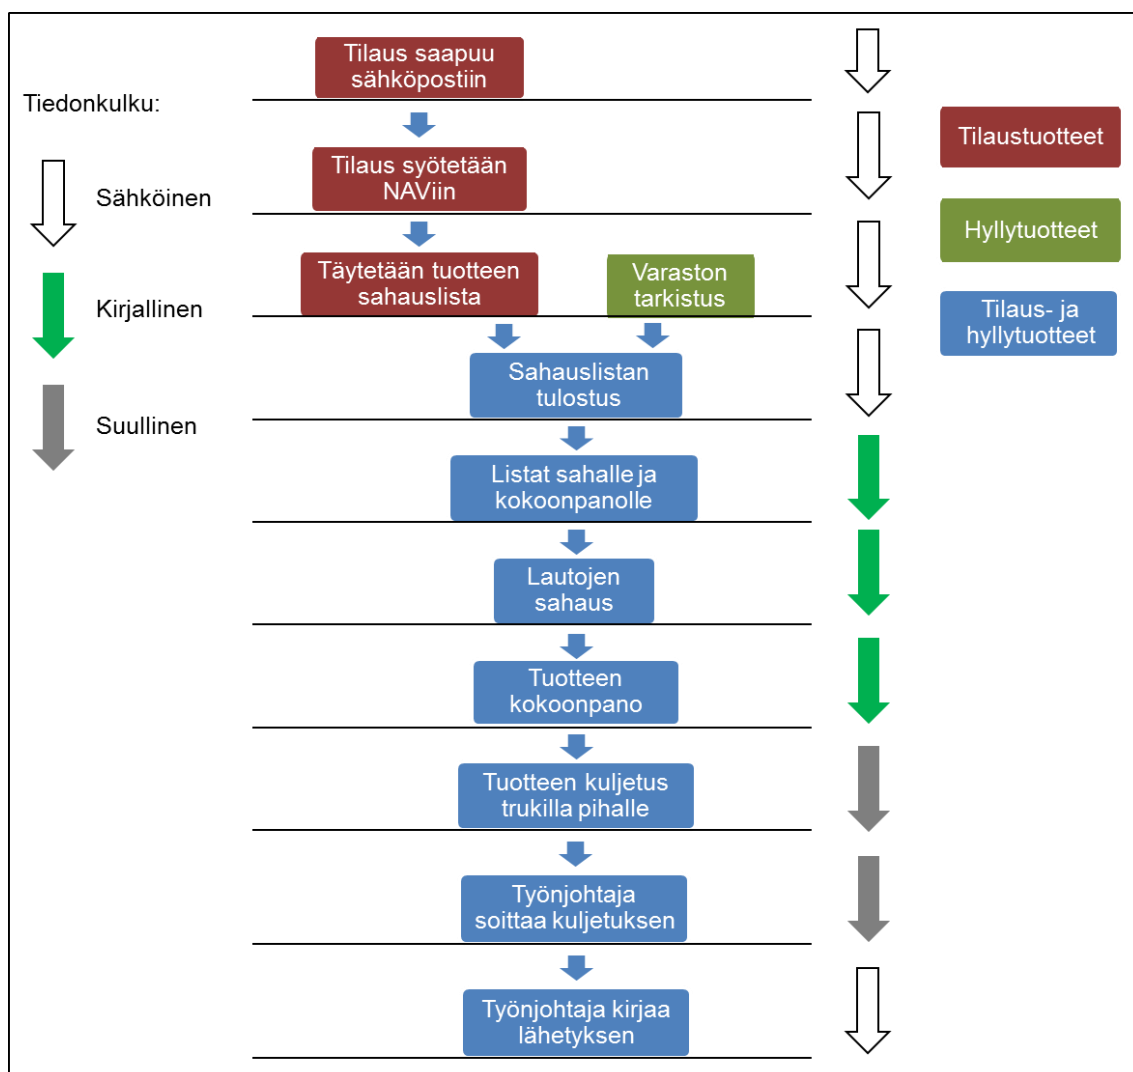 Tilaus saapuu
sähköpostiin
Tiedonkulku:
Tilaustuotteet
Tilaus syötetään
NAViin
Sähköinen
Hyllytuotteet
Täytetään tuotteen
sahauslista
Varaston
tarkistus
Kirjallinen
Tilaus- ja
hyllytuotteet
Sahauslistan
tulostus
Suullinen
Listat sahalle ja
kokoonpanolle
Lautojen
sahaus
Tuotteen
kokoonpano
Tuotteen kuljetus
trukilla pihalle
Työnjohtaja
soittaa kuljetuksen
Työnjohtaja kirjaa
lähetyksen